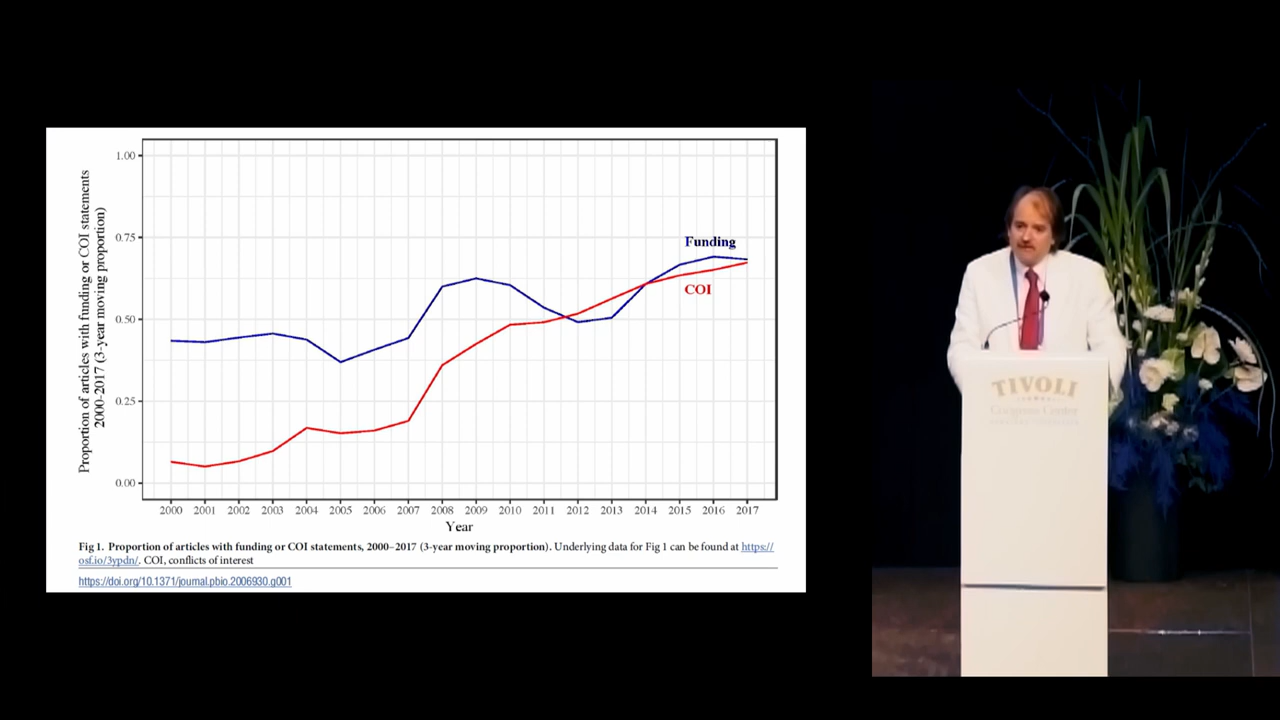 Proportion of articles with funding or COI statements
2000-2017 (3-year moving proportion)
1.00
0.75
0.50
0.25
0.00
Funding
COI
2000 2001 2002 2003 2004 2005 2006 2007 2008 2009 2010 2011 2012 2013 2014 2015 2016 2017
Year
Fig 1. Proportion of articles with funding or COI statements, 2000–2017 (3-year moving proportion). Underlying data for Fig 1 can be found at https://
osf.io/3ypdn/. COI, conflicts of interest
https://doi.org/10.1371/journal.pbio.2006930.g001
TIVOLI
Congress Center